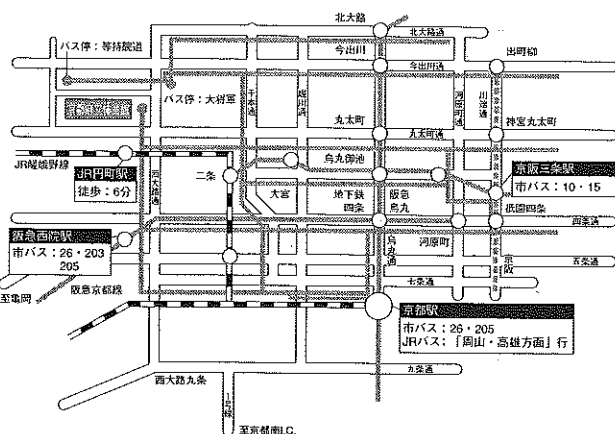 北大路
北大路通
バス停：等持院道
今出川
出町柳
今出川通
バス停：大将軍
千本通
堀川通
河原町通
川端通
丸太町
神宮丸太町
丸太町通
JR嵯峨野線
JR円町駅
徒歩：6分
西大路通
二条
烏丸御池
京阪三条駅
市バス：10・15
大宮
地下鉄
四条
阪急
烏丸
祇園四条
四条通
阪急西院駅
市バス：26・203
205
烏丸通
河原町
京阪
五条通
至亀岡
阪急京都線
七条通
京都駅
市バス：26・205
JRバス：「周山・高雄方面」行
西大路九条
九条通
1号線
至京都南I.C.